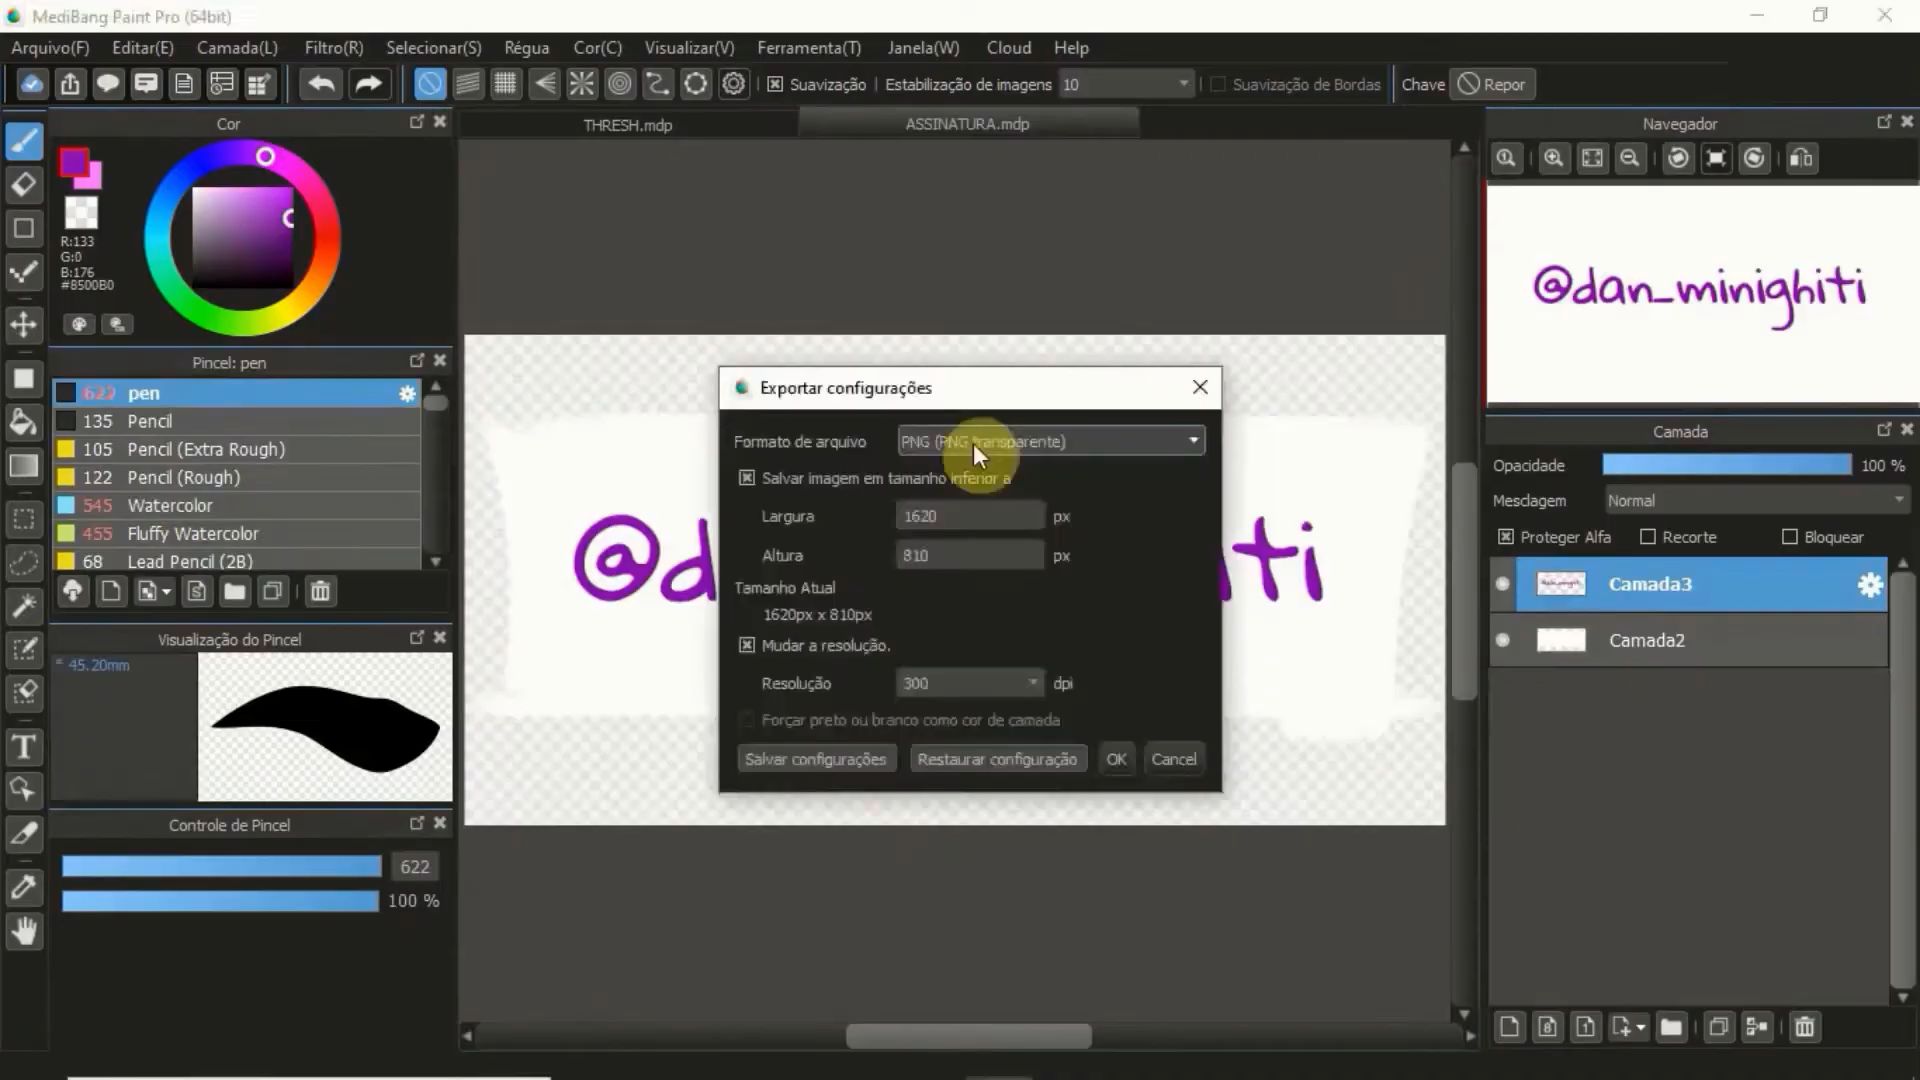 MediBang Paint Pro (64bit)
Arquivo(F) Editar(E) Camada(L) Filtro(R) Selecionar(S) Régua Cor(C) Visualizar(V) Ferramenta(T) Janela(W) Cloud Help
Suavização Estabilização de imagens 10 Suavização de Bordas Chave Repor
Cor
THRESH.mdp ASSINATURA.mdp
Navegador
R:133
G:0
B:176
#8500B0
@dan_minighiti
Pincel: pen
622 pen
135 Pencil
105 Pencil (Extra Rough)
122 Pencil (Rough)
545 Watercolor
455 Fluffy Watercolor
68 Lead Pencil (2B)
Visualização do Pincel
= 45.20mm
Controle de Pincel
622
100 %
@d
iti
Exportar configurações
Formato de arquivo PNG (PNG transparente)
Salvar imagem em tamanho inferior a
Largura 1620 px
Altura 810 px
Tamanho Atual
1620px x 810px
Mudar a resolução.
Resolução 300 dpi
Forçar preto ou branco como cor de camada
Salvar configurações Restaurar configuração OK Cancel
Camada
Opacidade 100 %
Mesclagem Normal
Proteger Alfa Recorte Bloquear
Camada3
Camada2